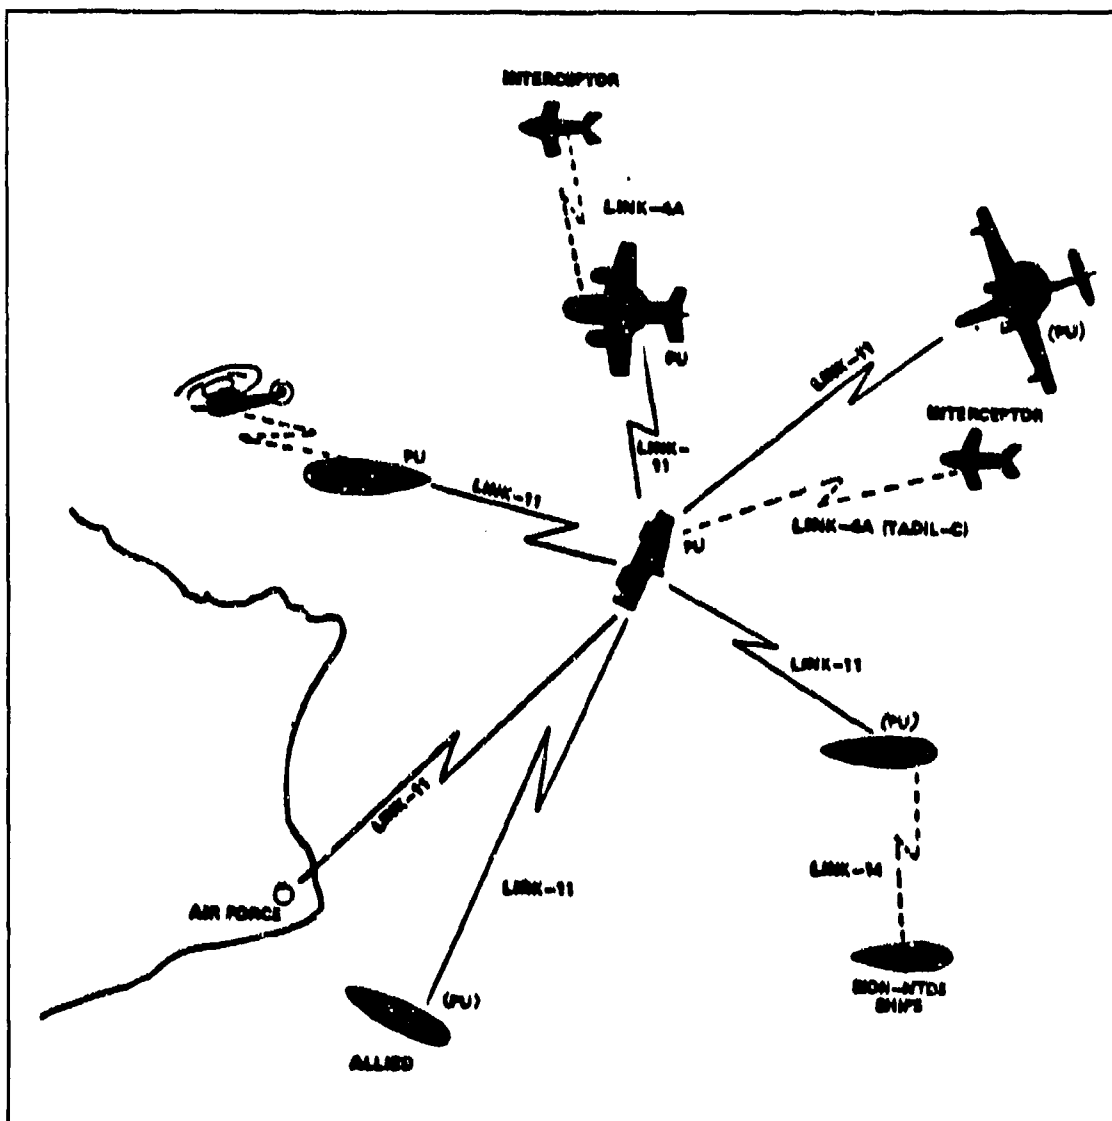 INTERCEPTOR
LINK-4A
PU
(PU)
LINK-11
INTERCEPTOR
PU
LINK-
11
LINK-11
LINK-4A (TADIL-C)
PU
LINK-11
(PU)
LINK-11
LINK-14
LINK-11
AIR FORCE
(PU)
NON-NTDS
SHIPS
ALLIED